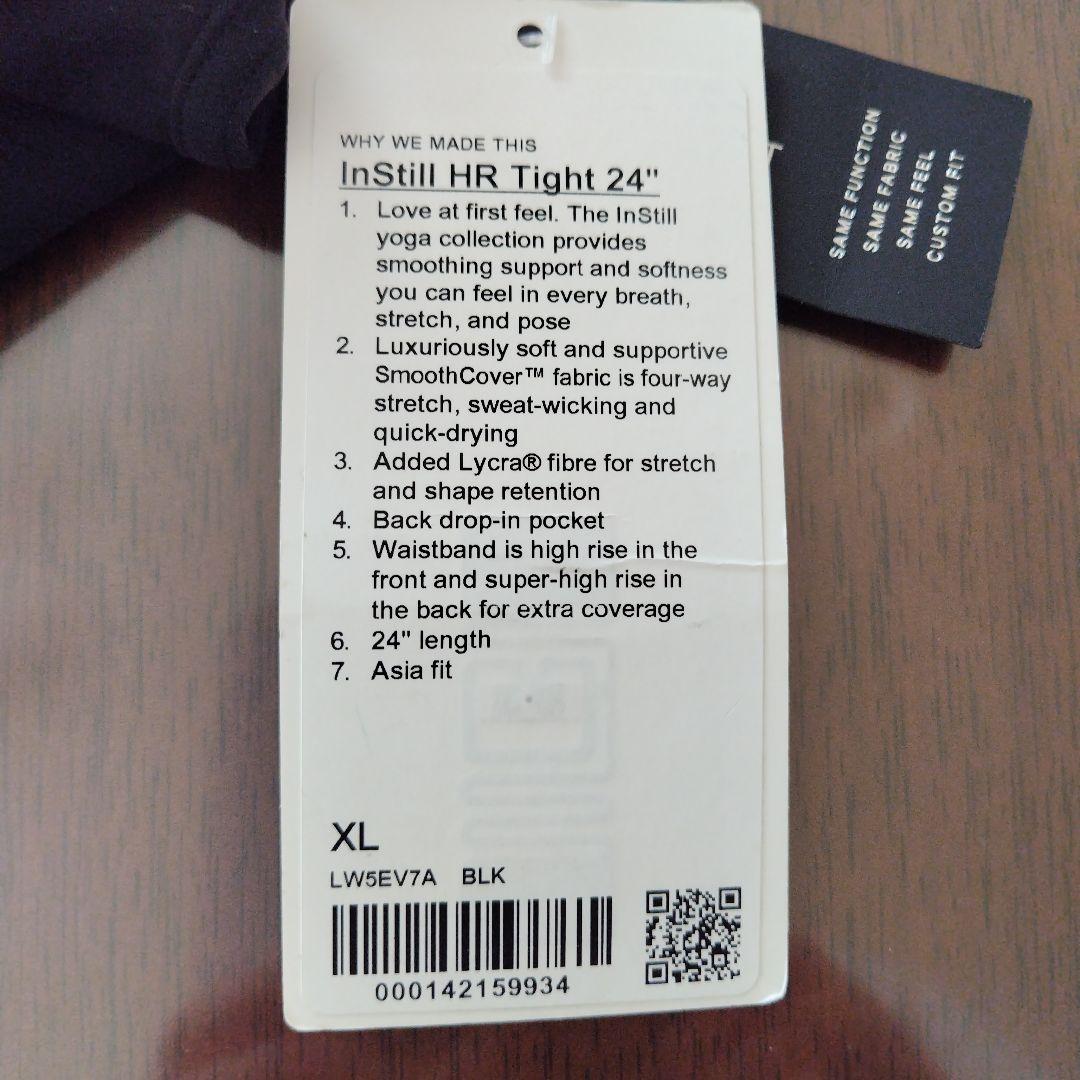 WHY WE MADE THIS
InStill HR Tight 24"
1. Love at first feel. The InStill
yoga collection provides
smoothing support and softness
you can feel in every breath,
stretch, and pose
2. Luxuriously soft and supportive
SmoothCover™ fabric is four-way
stretch, sweat-wicking and
quick-drying
3. Added Lycra® fibre for stretch
and shape retention
4. Back drop-in pocket
5. Waistband is high rise in the
front and super-high rise in
the back for extra coverage
6. 24" length
7. Asia fit
XL
LW5EV7A BLK
000142159934
SAME FUNCTION
SAME FABRIC
SAME FEEL
CUSTOM FIT